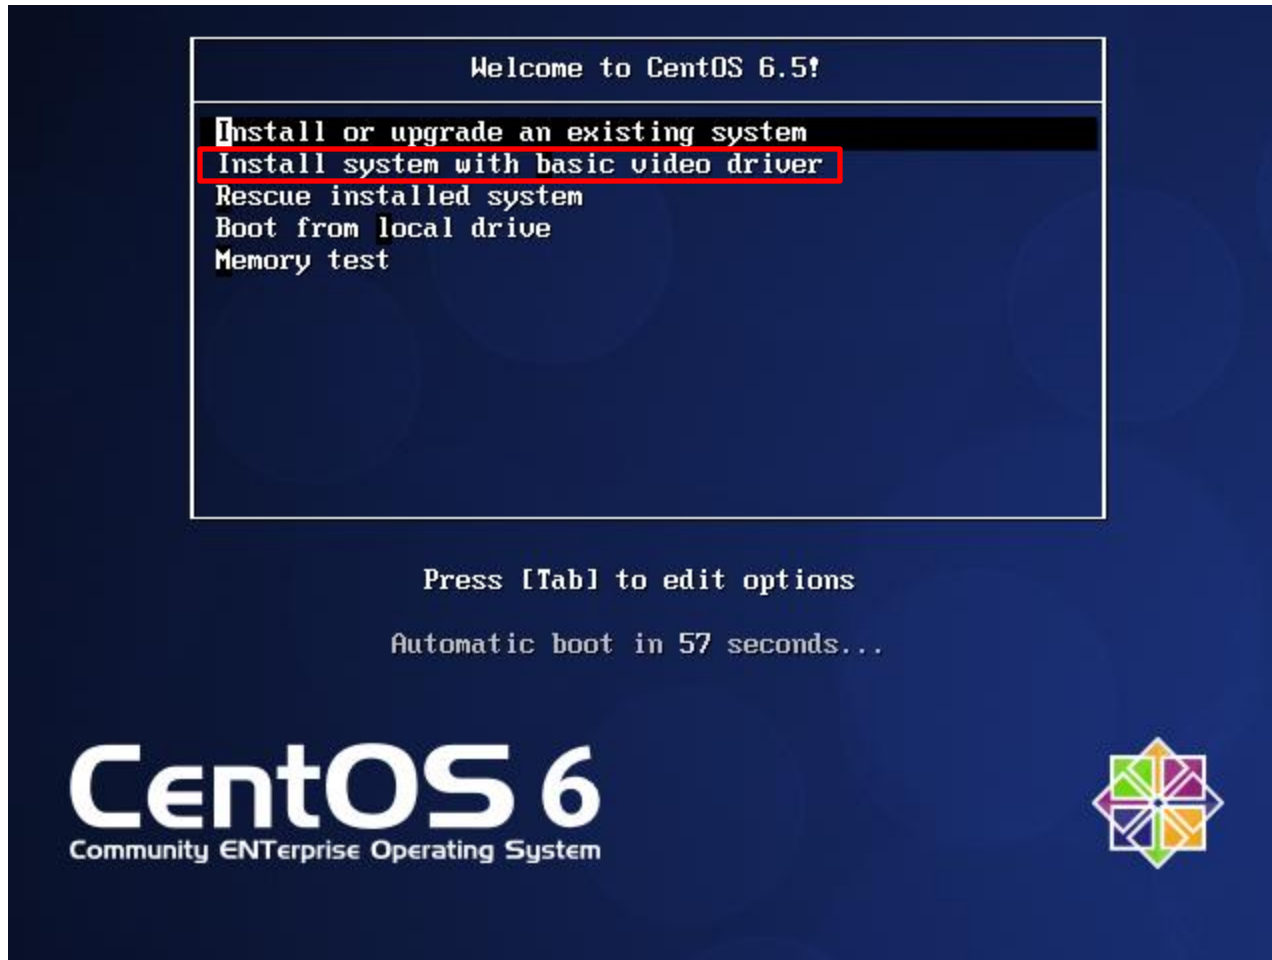 Welcome to CentOS 6.5!
Install or upgrade an existing system
Install system with basic video driver
Rescue installed system
Boot from local drive
Memory test
Press [Tab] to edit options
Automatic boot in 57 seconds...
CentOS 6
Community ENTerprise Operating System